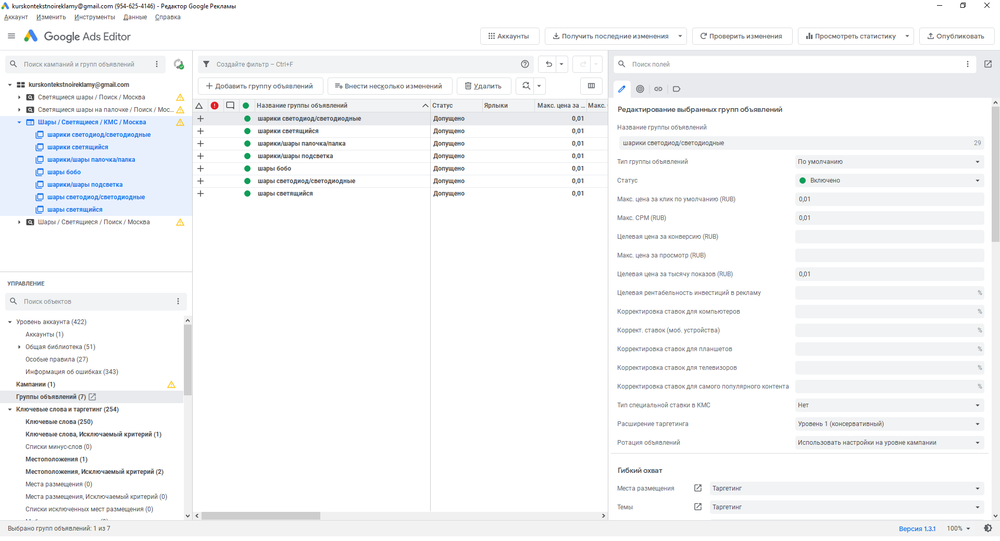 kurskontekstnoireklamy@gmail.com (954-625-4146) - Редактор Google Рекламы
Аккаунт Изменить Инструменты Данные Справка
Google Ads Editor
Аккаунты
Получить последние изменения
Проверить изменения
Просмотреть статистику
Опубликовать
Поиск кампаний и групп объявлений
kurskontekstnoireklamy@gmail.com
Светящиеся шары / Поиск / Москва
Светящиеся шары на палочке / Поиск / Мос...
Шары / Светящиеся / КМС / Москва
шарики светодиод/светодиодные
шарики светящийся
шарики/шары палочка/палка
шары бобо
шарики/шары подсветка
шары светодиод/светодиодные
шары светящийся
Шары / Светящиеся / Поиск / Москва
УПРАВЛЕНИЕ
Поиск объектов
Уровень аккаунта (422)
Аккаунты (1)
Общая библиотека (51)
Особые правила (27)
Информация об ошибках (343)
Кампании (1)
Группы объявлений (7)
Ключевые слова и таргетинг (254)
Ключевые слова (250)
Ключевые слова, Исключаемый критерий (1)
Списки минус-слов (0)
Местоположения (1)
Местоположения, Исключаемый критерий (2)
Места размещения (0)
Места размещения, Исключаемый критерий (0)
Списки исключенных мест размещения (0)
Создайте фильтр – Ctrl+F
Добавить группу объявлений
Внести несколько изменений
Удалить
Название группы объявлений Статус Ярлыки Макс. цена за ... Макс.
шарики светодиод/светодиодные Допущено 0,01
шарики светящийся Допущено 0,01
шарики/шары палочка/палка Допущено 0,01
шарики/шары подсветка Допущено 0,01
шары бобо Допущено 0,01
шары светодиод/светодиодные Допущено 0,01
шары светящийся Допущено 0,01
Поиск полей
Редактирование выбранных групп объявлений
Название группы объявлений
шарики светодиод/светодиодные 29
Тип группы объявлений По умолчанию
Статус Включено
Макс. цена за клик по умолчанию (RUB) 0,01
Макс. CPM (RUB) 0,01
Целевая цена за конверсию (RUB)
Макс. цена за просмотр (RUB)
Целевая цена за тысячу показов (RUB) 0,01
Целевая рентабельность инвестиций в рекламу %
Корректировка ставок для компьютеров %
Коррект. ставок (моб. устройства) %
Корректировка ставок для планшетов %
Корректировка ставок для телевизоров %
Корректировка ставок для самого популярного контента %
Тип специальной ставки в КМС Нет
Расширение таргетинга Уровень 1 (консервативный)
Ротация объявлений Использовать настройки на уровне кампании
Гибкий охват
Места размещения Таргетинг
Темы Таргетинг
Выбрано групп объявлений: 1 из 7
Версия 1.3.1 100%